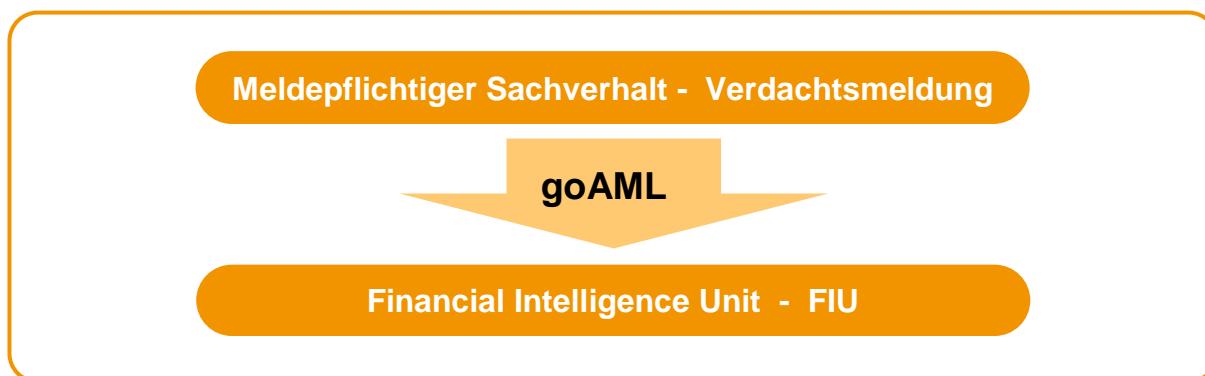 Meldepflichtiger Sachverhalt - Verdachtsmeldung
goAML
Financial Intelligence Unit - FIU